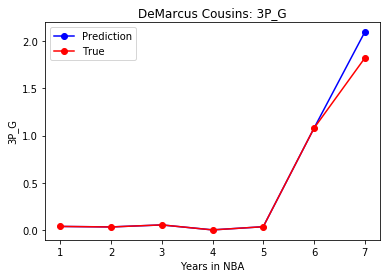 DeMarcus Cousins: 3P_G
Prediction
True
2.0
1.5
1.0
0.5
0.0
3P_G
1 2 3 4 5 6 7
Years in NBA